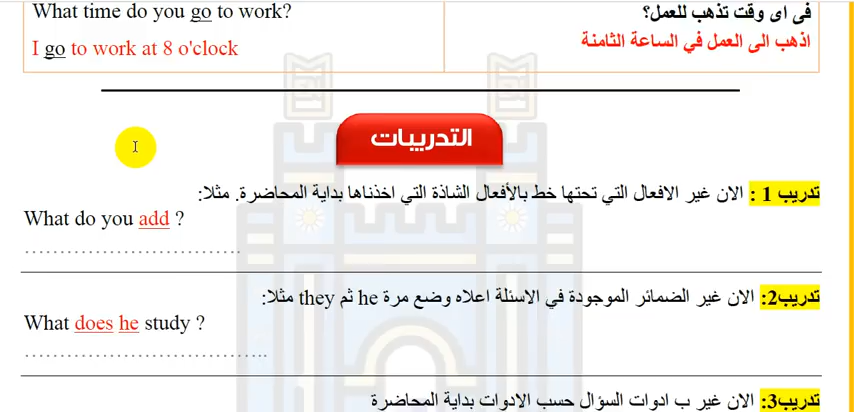 What time do you go to work?
فى اى وقت تذهب للعمل؟
I go to work at 8 o'clock
اذهب الى العمل في الساعة الثامنة
التدريبات
تدريب 1 : الان غير الافعال التي تحتها خط بالأفعال الشاذة التي اخذناها بداية المحاضرة. مثلا:
What do you add ?
..............................
تدريب2: الان غير الضمائر الموجودة في الاسئلة اعلاه وضع مرة he ثم they مثلا:
What does he study ?
.................................
تدريب3: الان غير ب ادوات السؤال حسب الادوات بداية المحاضرة